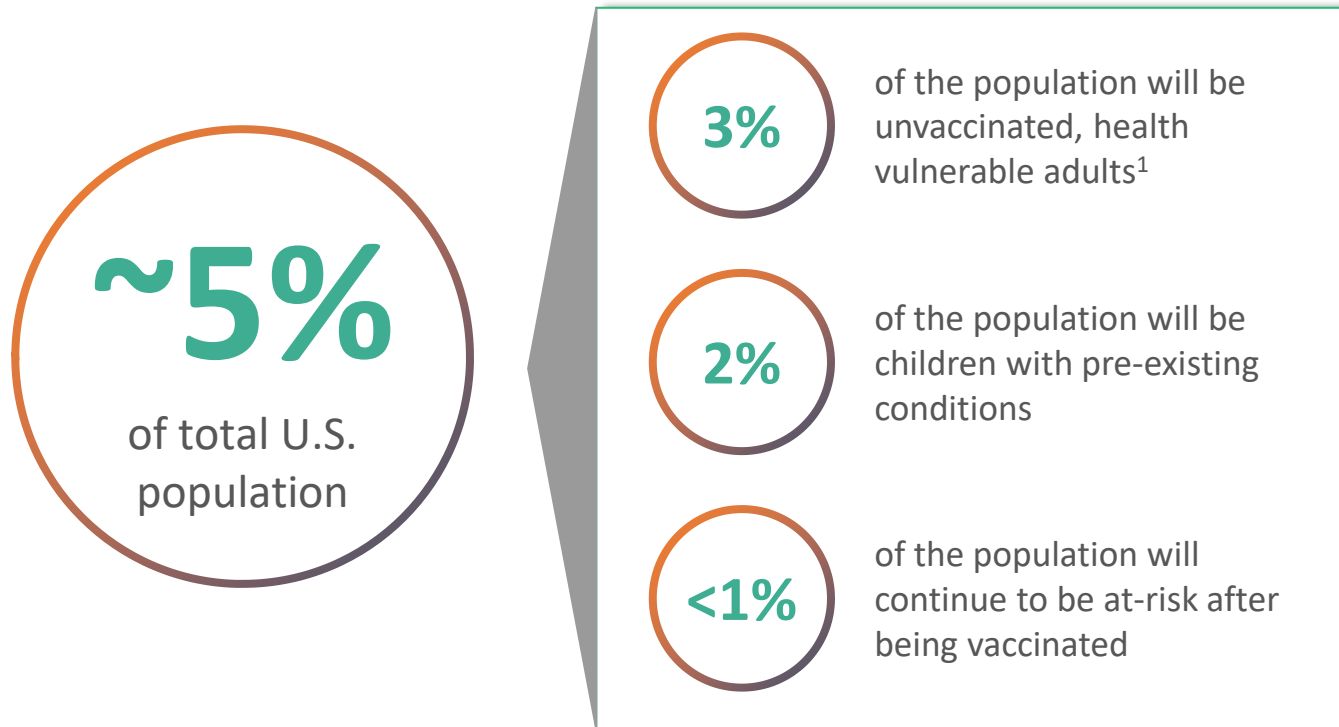 ~5%
of total U.S.
population
3%
of the population will be
unvaccinated, health
vulnerable adults1
2%
of the population will be
children with pre-existing
conditions
<1%
of the population will
continue to be at-risk after
being vaccinated